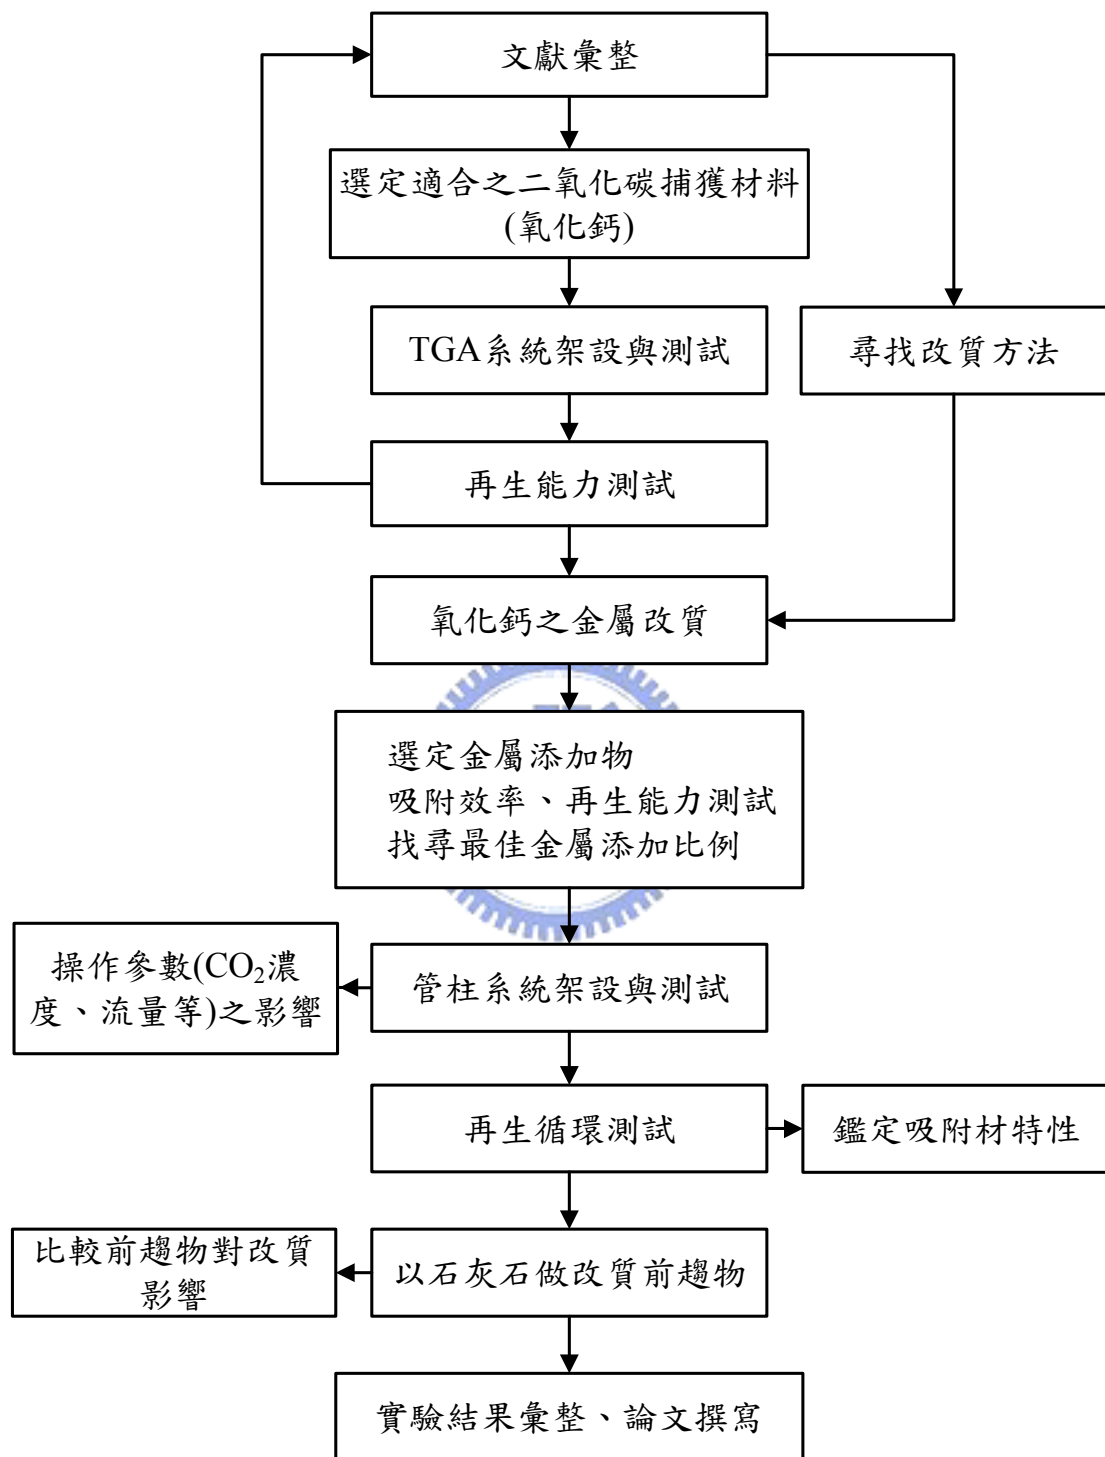 文獻彙整
選定適合之二氧化碳捕獲材料
(氧化鈣)
TGA系統架設與測試
尋找改質方法
再生能力測試
氧化鈣之金屬改質
選定金屬添加物
吸附效率、再生能力測試
找尋最佳金屬添加比例
操作參數(CO₂濃
度、流量等)之影響
管柱系統架設與測試
再生循環測試
鑑定吸附材特性
比較前趨物對改質
影響
以石灰石做改質前趨物
實驗結果彙整、論文撰寫